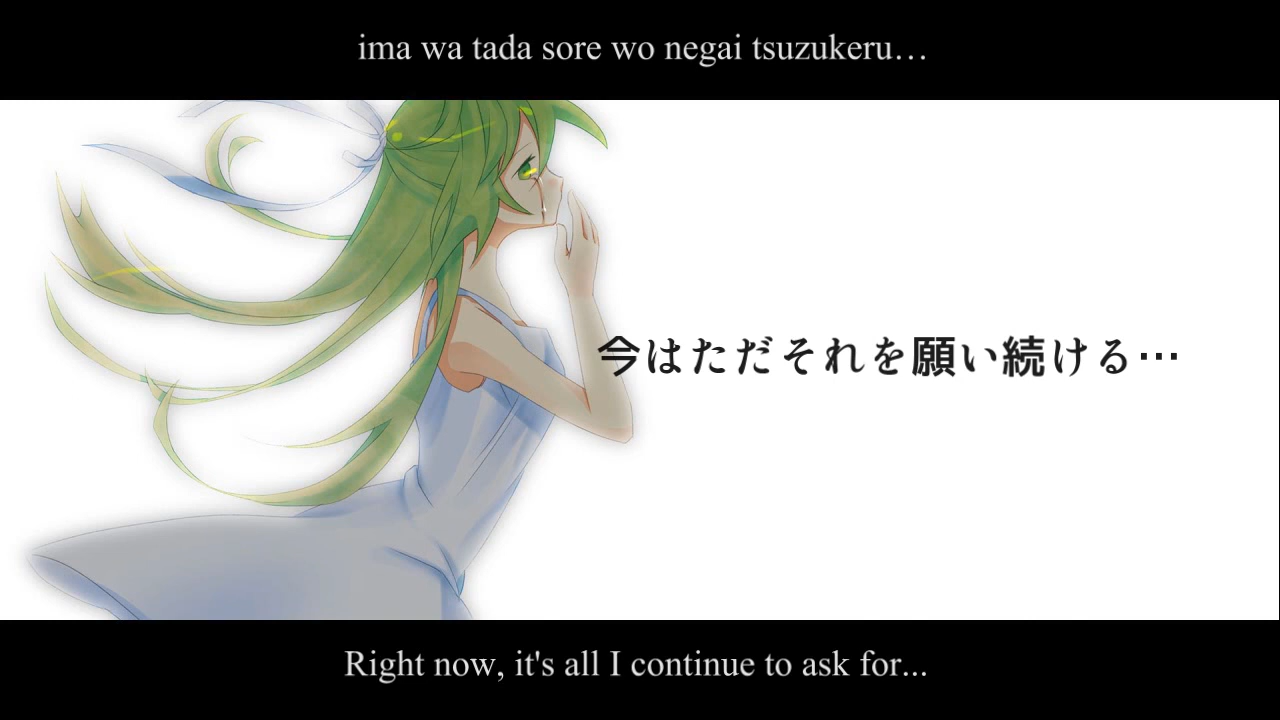 ima wa tada sore wo negai tsuzukeru…
今はただそれを願い続ける…
Right now, it's all I continue to ask for...